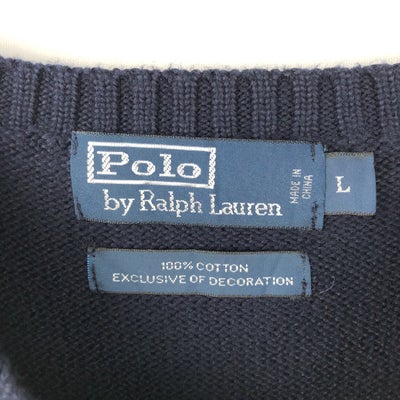 Polo
by Ralph Lauren
MADE IN
CHINA
L
100% COTTON
EXCLUSIVE OF DECORATION